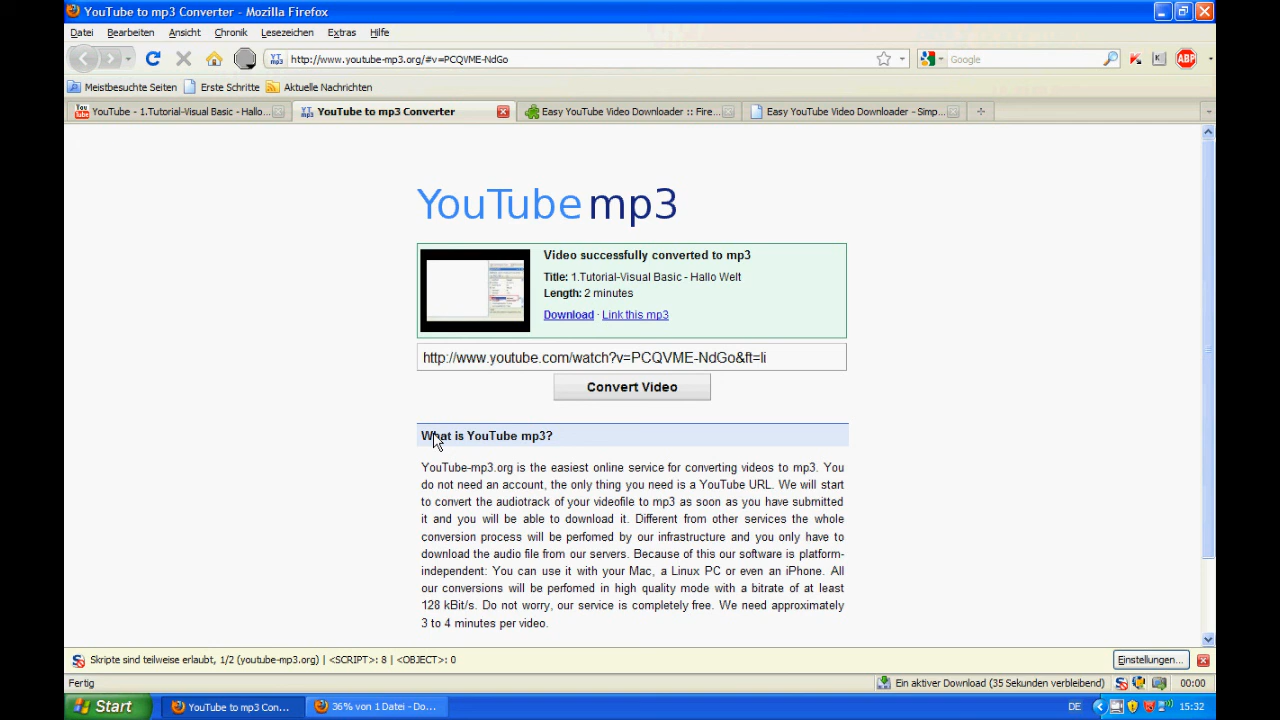 YouTube to mp3 Converter - Mozilla Firefox
Datei Bearbeiten Ansicht Chronik Lesezeichen Extras Hilfe
http://www.youtube-mp3.org/#v=PCQVME-NdGo
Google
ABP
Meistbesuchte Seiten Erste Schritte Aktuelle Nachrichten
YouTube - 1.Tutorial-Visual Basic - Hallo... YouTube to mp3 Converter Easy YouTube Video Downloader :: Fire... Easy YouTube Video Downloader - Simp...
YouTube mp3
Video successfully converted to mp3
Title: 1.Tutorial-Visual Basic - Hallo Welt
Length: 2 minutes
Download · Link this mp3
http://www.youtube.com/watch?v=PCQVME-NdGo&ft=li
Convert Video
What is YouTube mp3?
YouTube-mp3.org is the easiest online service for converting videos to mp3. You
do not need an account, the only thing you need is a YouTube URL. We will start
to convert the audiotrack of your videofile to mp3 as soon as you have submitted
it and you will be able to download it. Different from other services the whole
conversion process will be perfomed by our infrastructure and you only have to
download the audio file from our servers. Because of this our software is platform-
independent: You can use it with your Mac, a Linux PC or even an iPhone. All
our conversions will be perfomed in high quality mode with a bitrate of at least
128 kBit/s. Do not worry, our service is completely free. We need approximately
3 to 4 minutes per video.
Skripte sind teilweise erlaubt, 1/2 (youtube-mp3.org) | <SCRIPT>: 8 | <OBJECT>: 0
Einstellungen...
Fertig
Ein aktiver Download (35 Sekunden verbleibend)
00:00
Start
YouTube to mp3 Con...
36% von 1 Datei - Do...
DE
15:32